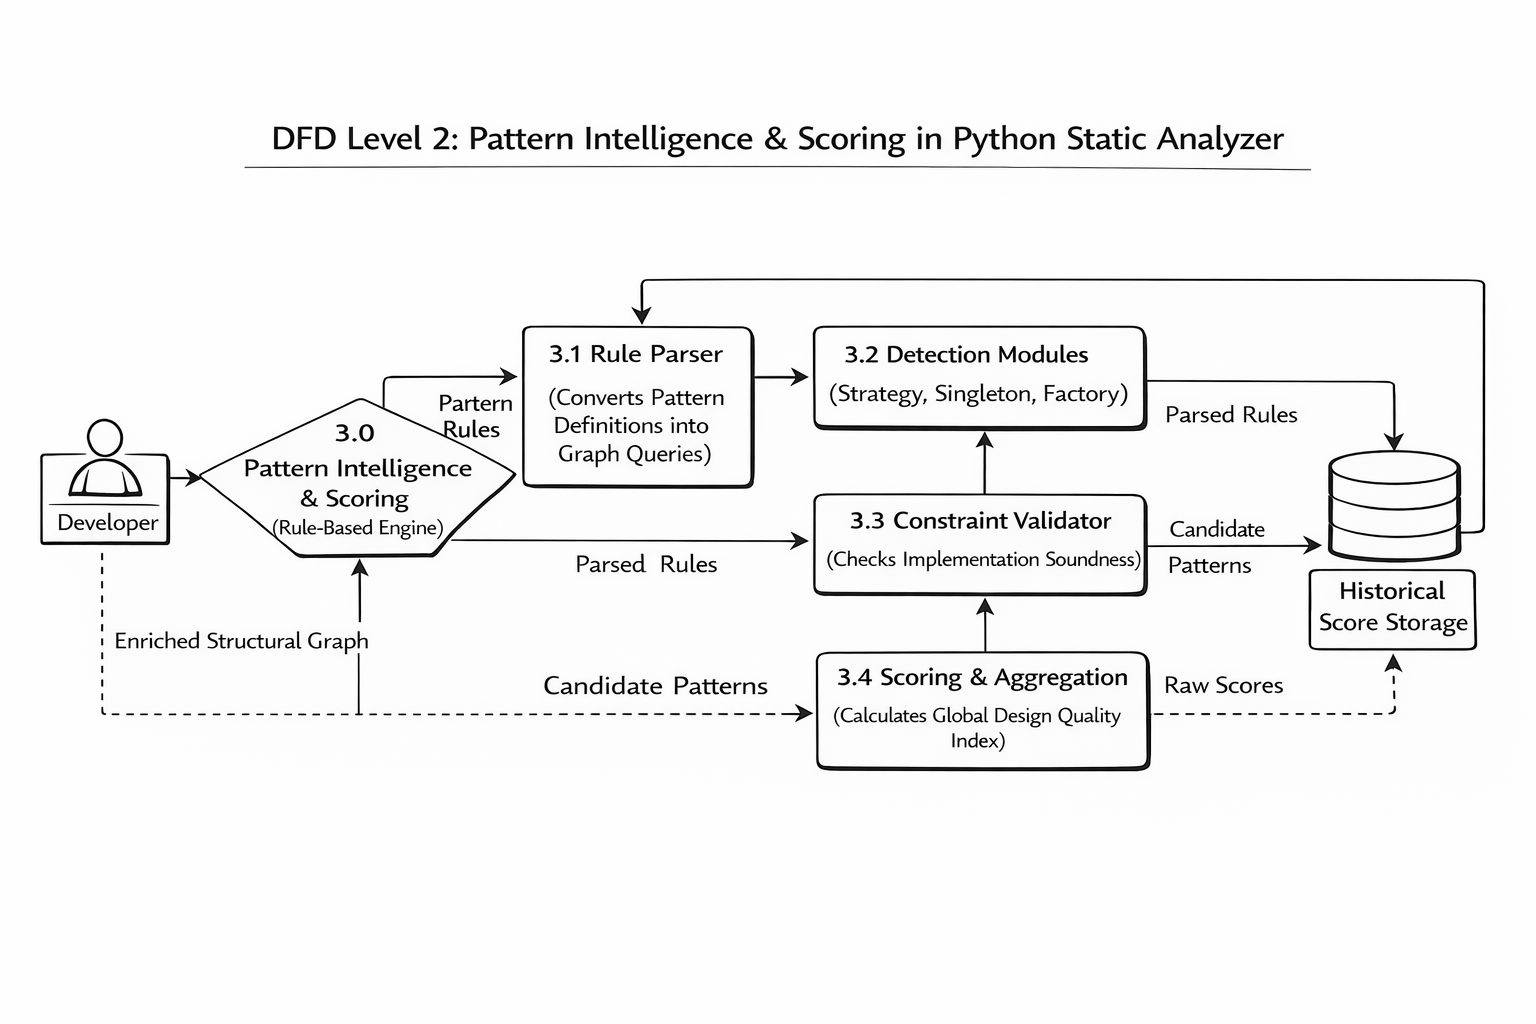 DFD Level 2: Pattern Intelligence & Scoring in Python Static Analyzer
Developer
3.0
Pattern Intelligence
& Scoring
(Rule-Based Engine)
Partern
Rules
3.1 Rule Parser
(Converts Pattern
Definitions into
Graph Queries)
3.2 Detection Modules
(Strategy, Singleton, Factory)
Parsed Rules
Parsed Rules
3.3 Constraint Validator
(Checks Implementation Soundness)
Candidate
Patterns
Historical
Score Storage
Enriched Structural Graph
Candidate Patterns
3.4 Scoring & Aggregation
(Calculates Global Design Quality
Index)
Raw Scores